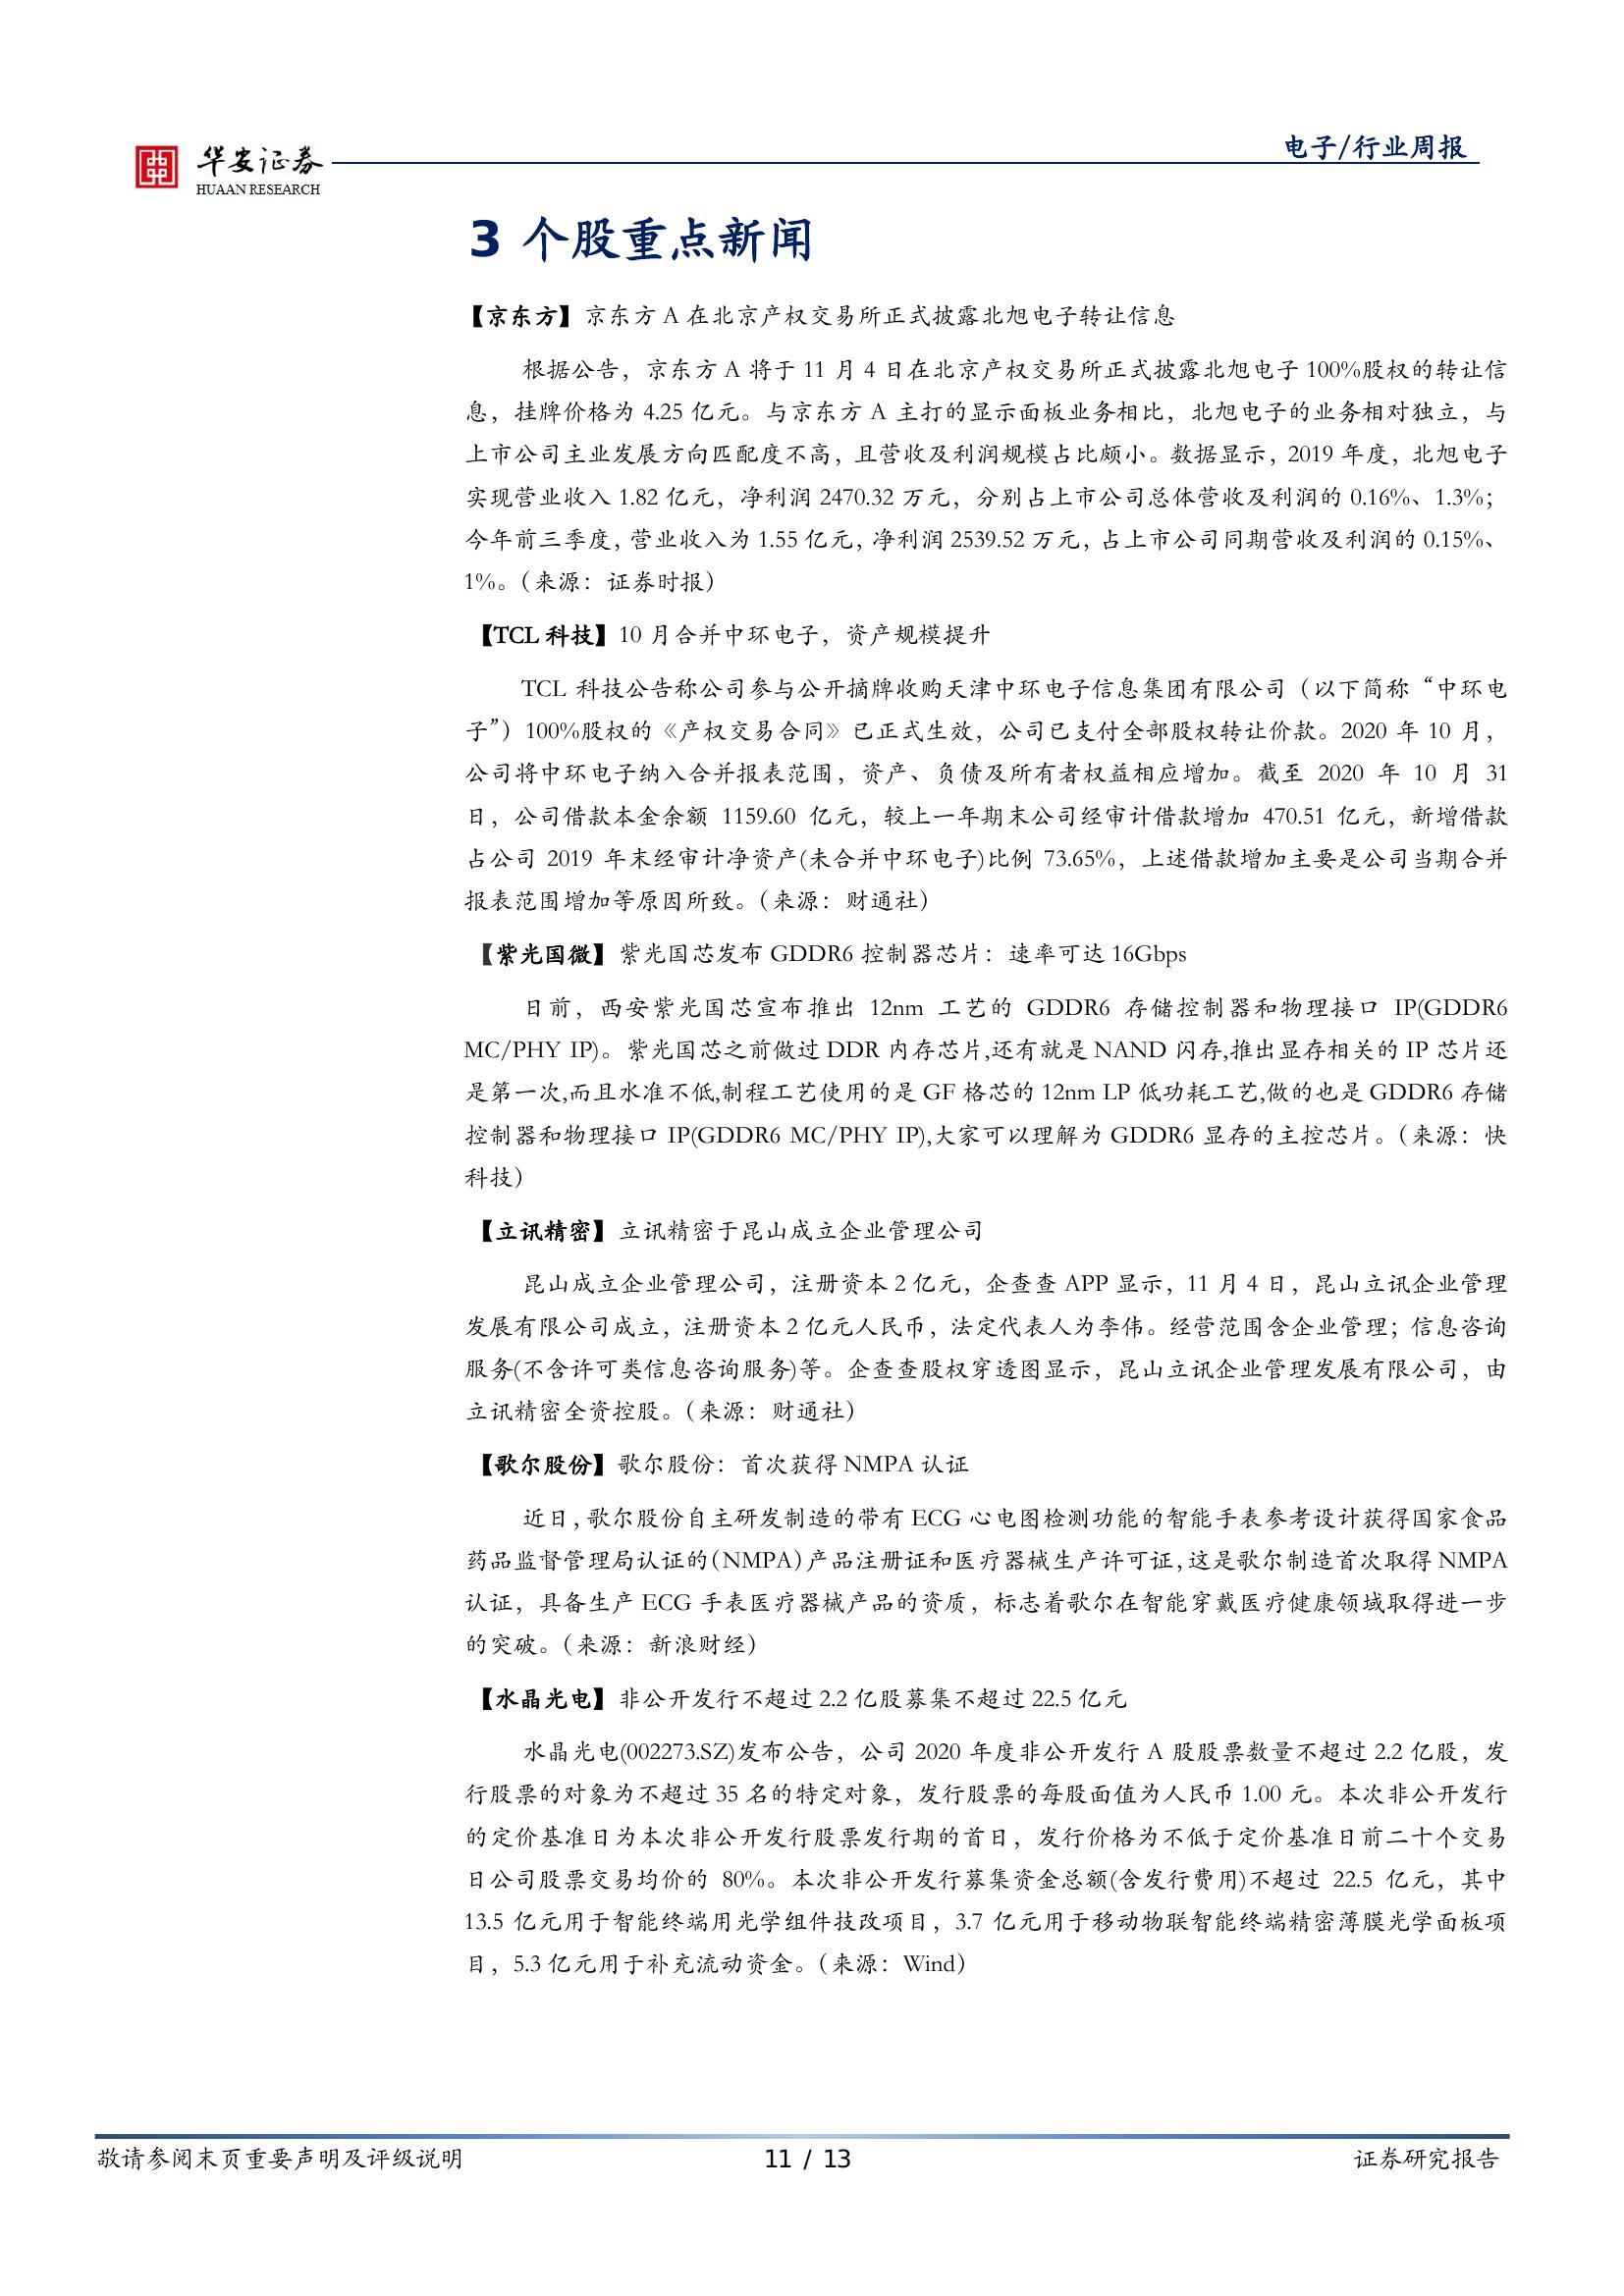 华安证券
HUAAN RESEARCH
电子/行业周报
3 个股重点新闻
【京东方】京东方 A 在北京产权交易所正式披露北旭电子转让信息
根据公告，京东方 A 将于 11 月 4 日在北京产权交易所正式披露北旭电子 100%股权的转让信
息，挂牌价格为 4.25 亿元。与京东方 A 主打的显示面板业务相比，北旭电子的业务相对独立，与
上市公司主业发展方向匹配度不高，且营收及利润规模占比颇小。数据显示，2019 年度，北旭电子
实现营业收入 1.82 亿元，净利润 2470.32 万元，分别占上市公司总体营收及利润的 0.16%、1.3%；
今年前三季度，营业收入为 1.55 亿元，净利润 2539.52 万元，占上市公司同期营收及利润的 0.15%、
1%。（来源：证券时报）
【TCL 科技】10 月合并中环电子，资产规模提升
TCL 科技公告称公司参与公开摘牌收购天津中环电子信息集团有限公司（以下简称“中环电
子”）100%股权的《产权交易合同》已正式生效，公司已支付全部股权转让价款。2020 年 10 月，
公司将中环电子纳入合并报表范围，资产、负债及所有者权益相应增加。截至 2020 年 10 月 31
日，公司借款本金余额 1159.60 亿元，较上一年期末公司经审计借款增加 470.51 亿元，新增借款
占公司 2019 年末经审计净资产(未合并中环电子)比例 73.65%，上述借款增加主要是公司当期合并
报表范围增加等原因所致。（来源：财通社）
【紫光国微】紫光国芯发布 GDDR6 控制器芯片：速率可达 16Gbps
日前，西安紫光国芯宣布推出 12nm 工艺的 GDDR6 存储控制器和物理接口 IP(GDDR6
MC/PHY IP)。紫光国芯之前做过 DDR 内存芯片,还有就是 NAND 闪存,推出显存相关的 IP 芯片还
是第一次,而且水准不低,制程工艺使用的是 GF 格芯的 12nm LP 低功耗工艺,做的也是 GDDR6 存储
控制器和物理接口 IP(GDDR6 MC/PHY IP),大家可以理解为 GDDR6 显存的主控芯片。（来源：快
科技）
【立讯精密】立讯精密于昆山成立企业管理公司
昆山成立企业管理公司，注册资本 2 亿元，企查查 APP 显示，11 月 4 日，昆山立讯企业管理
发展有限公司成立，注册资本 2 亿元人民币，法定代表人为李伟。经营范围含企业管理；信息咨询
服务(不含许可类信息咨询服务)等。企查查股权穿透图显示，昆山立讯企业管理发展有限公司，由
立讯精密全资控股。（来源：财通社）
【歌尔股份】歌尔股份：首次获得 NMPA 认证
近日，歌尔股份自主研发制造的带有 ECG 心电图检测功能的智能手表参考设计获得国家食品
药品监督管理局认证的（NMPA）产品注册证和医疗器械生产许可证，这是歌尔制造首次取得 NMPA
认证，具备生产 ECG 手表医疗器械产品的资质，标志着歌尔在智能穿戴医疗健康领域取得进一步
的突破。（来源：新浪财经）
【水晶光电】非公开发行不超过 2.2 亿股募集不超过 22.5 亿元
水晶光电(002273.SZ)发布公告，公司 2020 年度非公开发行 A 股股票数量不超过 2.2 亿股，发
行股票的对象为不超过 35 名的特定对象，发行股票的每股面值为人民币 1.00 元。本次非公开发行
的定价基准日为本次非公开发行股票发行期的首日，发行价格为不低于定价基准日前二十个交易
日公司股票交易均价的 80%。本次非公开发行募集资金总额(含发行费用)不超过 22.5 亿元，其中
13.5 亿元用于智能终端用光学组件技改项目，3.7 亿元用于移动物联智能终端精密薄膜光学面板项
目，5.3 亿元用于补充流动资金。（来源：Wind）
敬请参阅末页重要声明及评级说明
11 / 13
证券研究报告